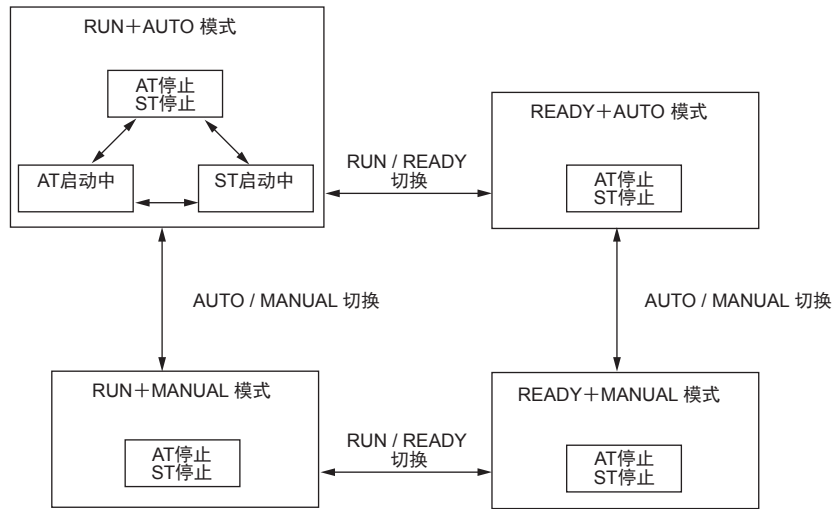 RUN＋AUTO 模式
AT停止
ST停止
AT启动中
ST启动中
RUN / READY
切换
READY＋AUTO 模式
AT停止
ST停止
AUTO / MANUAL 切换
AUTO / MANUAL 切换
RUN＋MANUAL 模式
AT停止
ST停止
RUN / READY
切换
READY＋MANUAL 模式
AT停止
ST停止